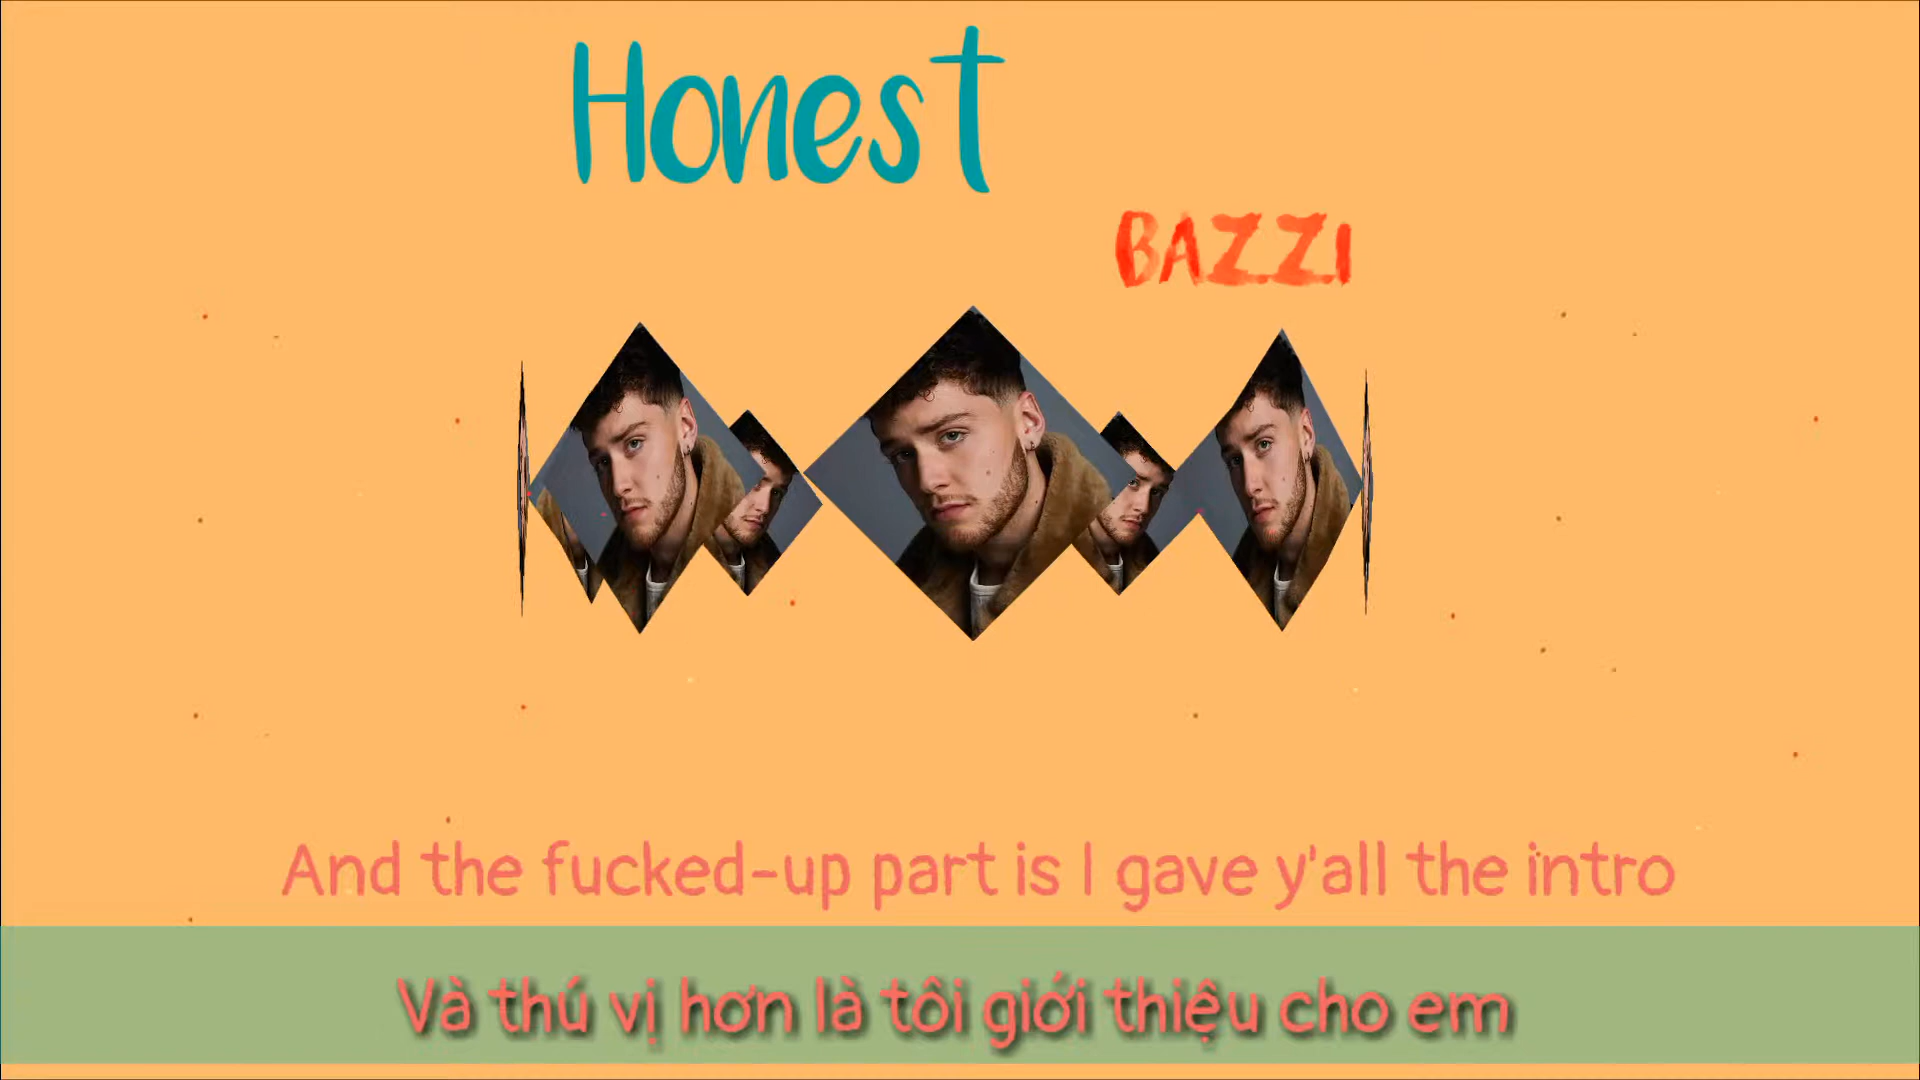 Honest
BAZZI
And the fucked-up part is I gave y'all the intro
Và thú vị hơn là tôi giới thiệu cho em